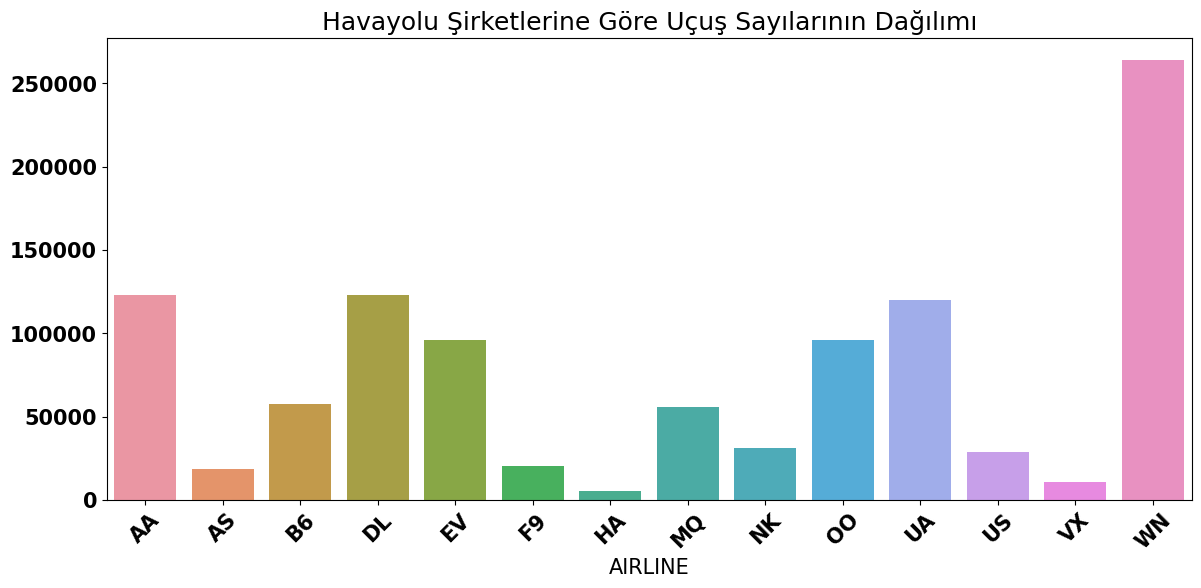 Havayolu Şirketlerine Göre Uçuş Sayılarının Dağılımı
250000
200000
150000
100000
50000
0
AA AS B6 DL EV F9 HA MQ NK OO UA US VX WN
AIRLINE